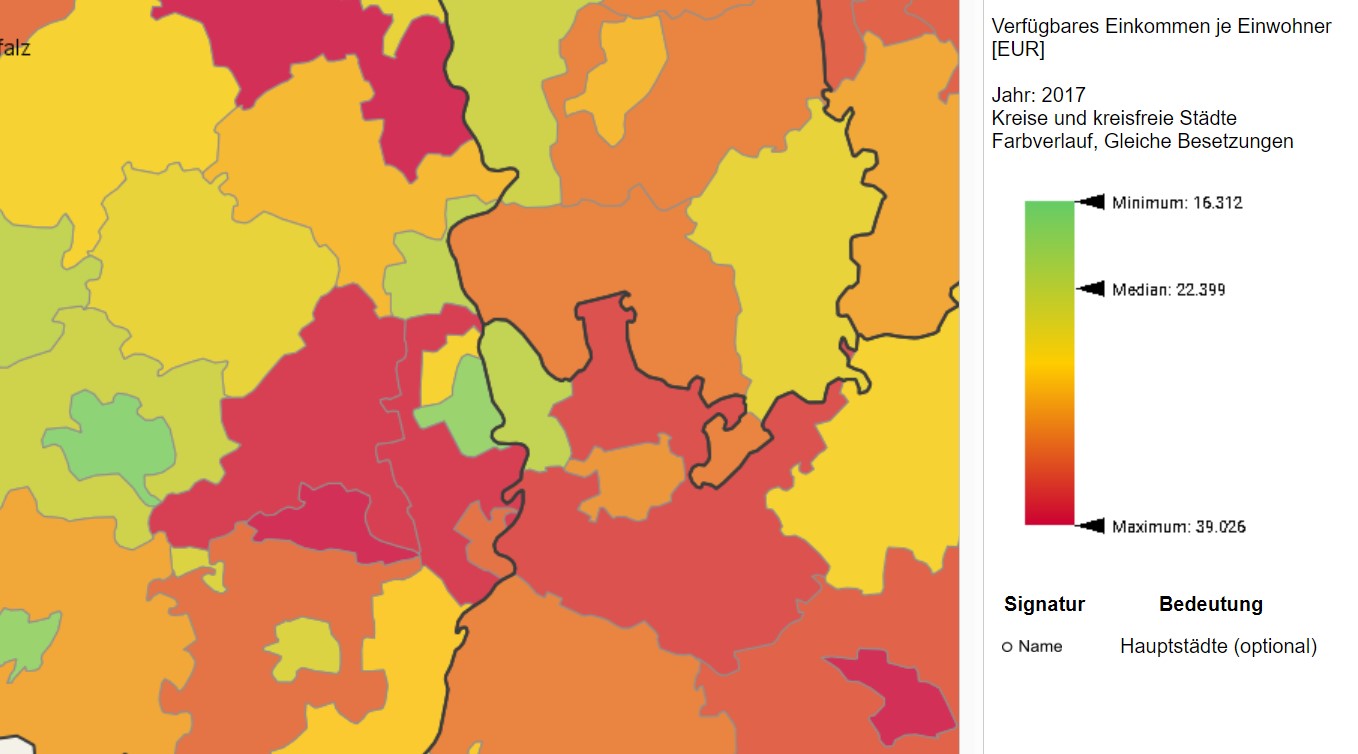 falz
Verfügbares Einkommen je Einwohner
[EUR]
Jahr: 2017
Kreise und kreisfreie Städte
Farbverlauf, Gleiche Besetzungen
Minimum: 16.312
Median: 22.399
Maximum: 39.026
Signatur Bedeutung
Name Hauptstädte (optional)